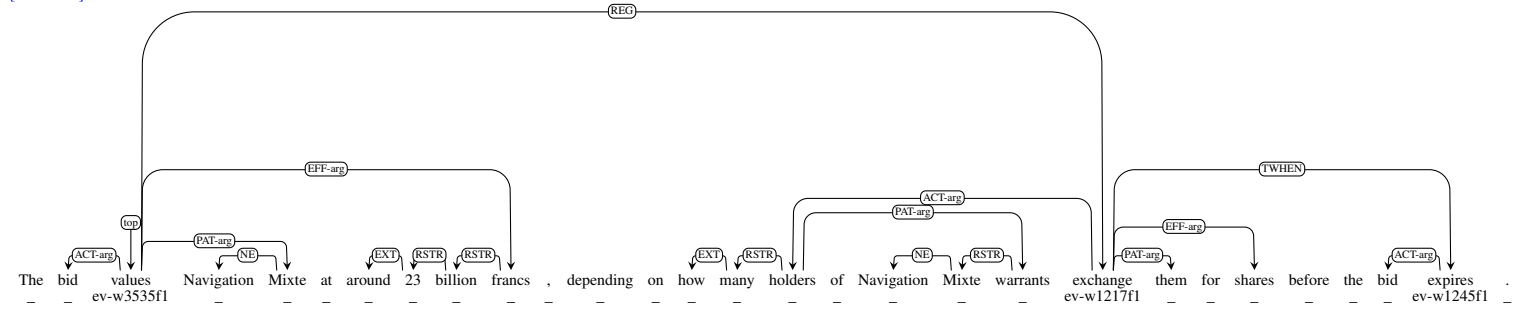 REG
EFF-arg
TWHEN
ACT-arg
PAT-arg
top
EFF-arg
PAT-arg
ACT-arg
NE
EXT
RSTR
RSTR
EXT
RSTR
NE
RSTR
PAT-arg
ACT-arg
The bid values Navigation Mixte at around 23 billion francs , depending on how many holders of Navigation Mixte warrants exchange them for shares before the bid expires .
_ _ ev-w3535f1 _ _ _ _ _ _ _ _ _ _ _ _ _ _ _ _ _ ev-w1217f1 _ _ _ _ _ _ ev-w1245f1 _